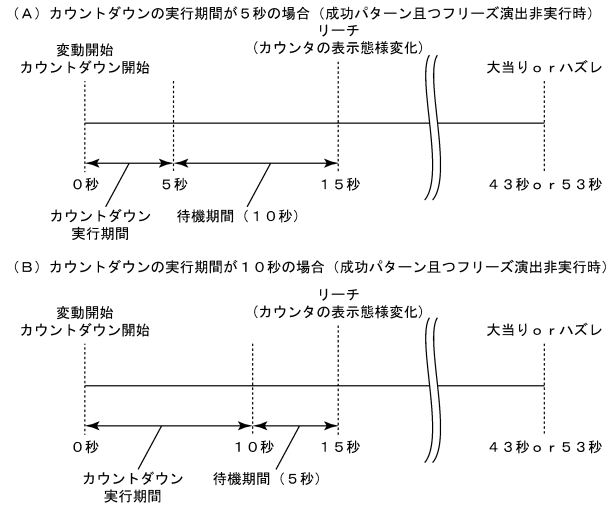 （Ａ）カウントダウンの実行期間が５秒の場合（成功パターン且つフリーズ演出非実行時）
リーチ
（カウンタの表示態様変化）
変動開始
カウントダウン開始
大当りｏｒハズレ
０秒
５秒
１５秒
４３秒ｏｒ５３秒
カウントダウン
実行期間
待機期間（１０秒）
（Ｂ）カウントダウンの実行期間が１０秒の場合（成功パターン且つフリーズ演出非実行時）
リーチ
（カウンタの表示態様変化）
変動開始
カウントダウン開始
大当りｏｒハズレ
０秒
１０秒
１５秒
４３秒ｏｒ５３秒
カウントダウン
実行期間
待機期間（５秒）